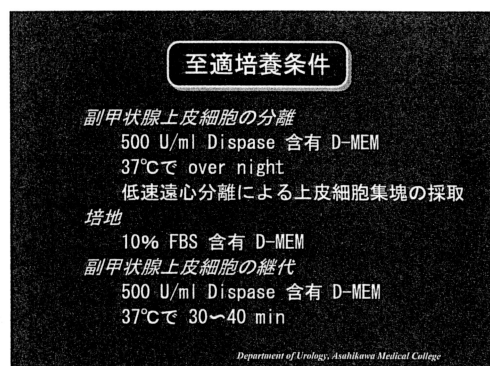 至適培養条件
副甲状腺上皮細胞の分離
500 U/ml Dispase 含有 D-MEM
37℃で over night
低速遠心分離による上皮細胞集塊の採取
培地
10% FBS 含有 D-MEM
副甲状腺上皮細胞の継代
500 U/ml Dispase 含有 D-MEM
37℃で 30〜40 min
Department of Urology, Asahikawa Medical College